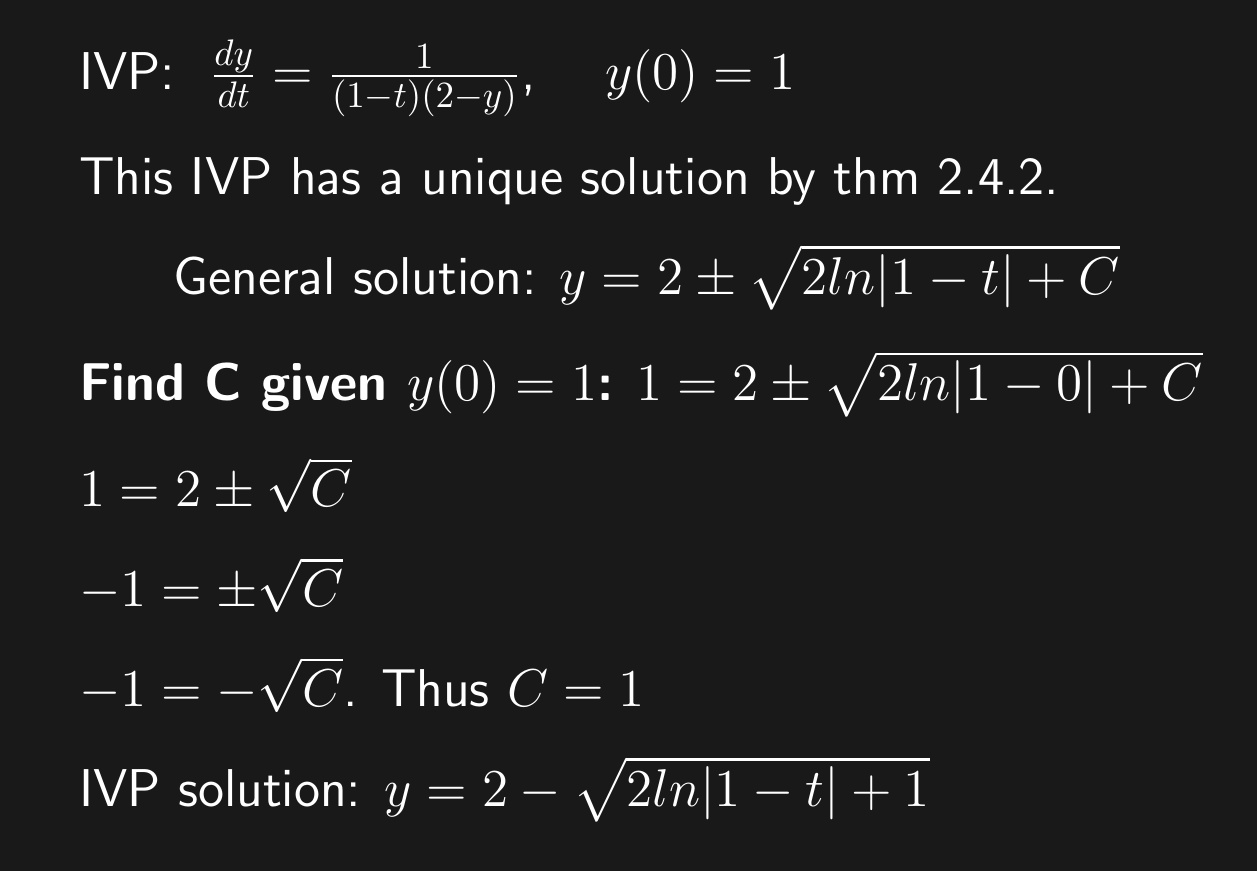 IVP: dy/dt = 1/((1−t)(2−y)), y(0) = 1
This IVP has a unique solution by thm 2.4.2.
General solution: y = 2 ± √(2ln|1 − t| + C)
Find C given y(0) = 1: 1 = 2 ± √(2ln|1 − 0| + C)
1 = 2 ± √C
−1 = ±√C
−1 = −√C. Thus C = 1
IVP solution: y = 2 − √(2ln|1 − t| + 1)